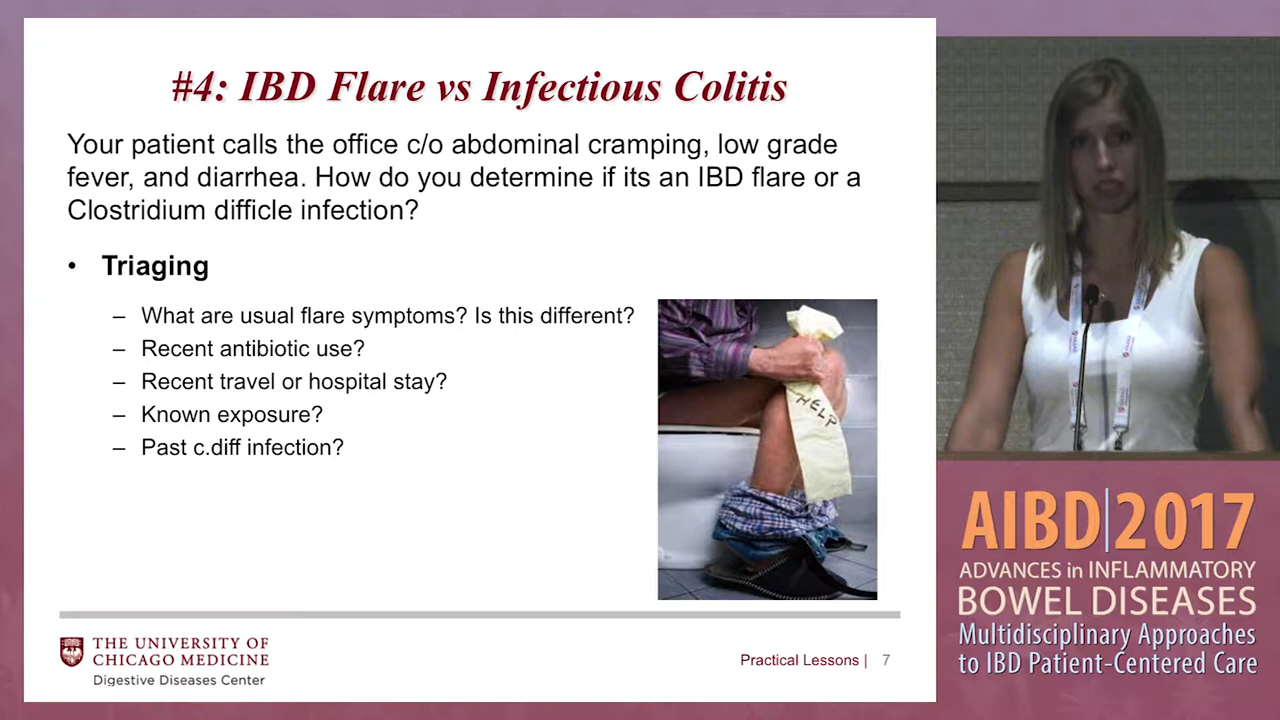 #4: IBD Flare vs Infectious Colitis
Your patient calls the office c/o abdominal cramping, low grade
fever, and diarrhea. How do you determine if its an IBD flare or a
Clostridium difficle infection?
• Triaging
– What are usual flare symptoms? Is this different?
– Recent antibiotic use?
– Recent travel or hospital stay?
– Known exposure?
– Past c.diff infection?
HELP
THE UNIVERSITY OF
CHICAGO MEDICINE
Digestive Diseases Center
Practical Lessons | 7
AIBD|2017
ADVANCES in INFLAMMATORY
BOWEL DISEASES
Multidisciplinary Approaches
to IBD Patient-Centered Care